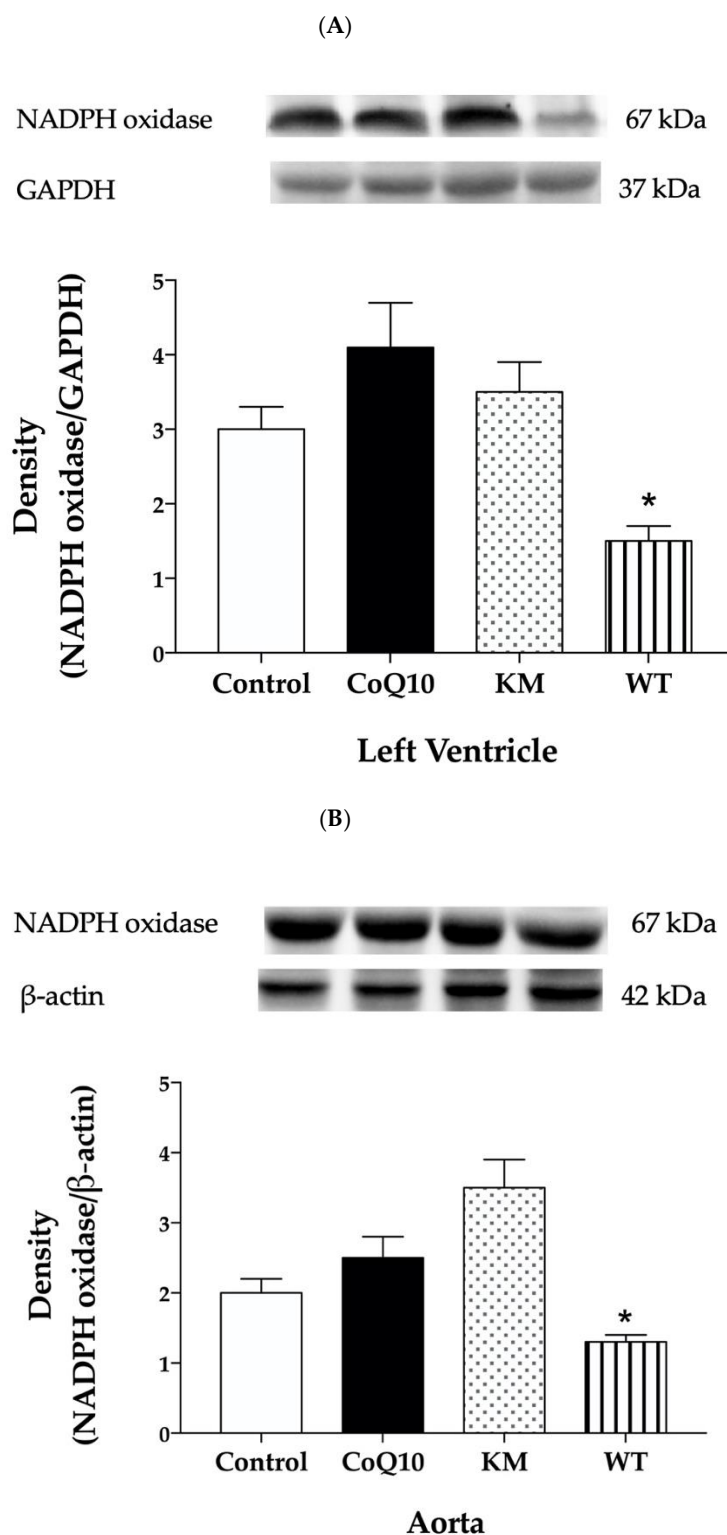 (A)
NADPH oxidase 67 kDa
GAPDH 37 kDa
Density
(NADPH oxidase/GAPDH)
5
4
3
2
1
0
*
Control CoQ10 KM WT
Left Ventricle
(B)
NADPH oxidase 67 kDa
β-actin 42 kDa
Density
(NADPH oxidase/β-actin)
5
4
3
2
1
0
*
Control CoQ10 KM WT
Aorta